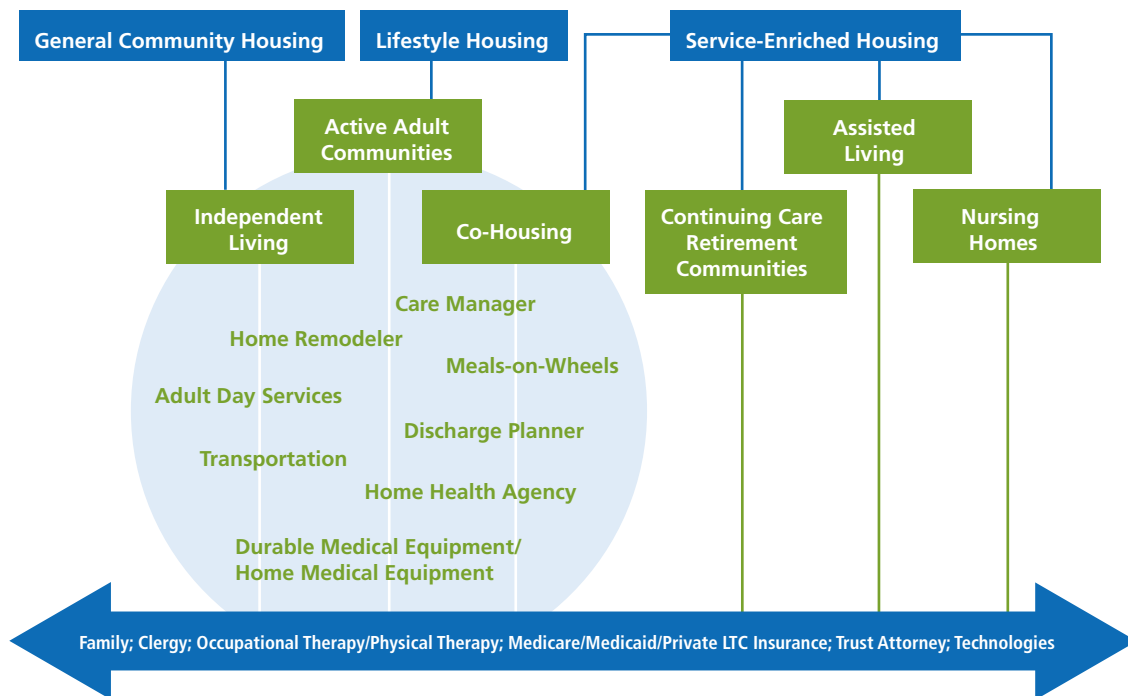 General Community Housing
Lifestyle Housing
Service-Enriched Housing
Active Adult
Communities
Assisted
Living
Independent
Living
Co-Housing
Continuing Care
Retirement
Communities
Nursing
Homes
Care Manager
Home Remodeler
Meals-on-Wheels
Adult Day Services
Discharge Planner
Transportation
Home Health Agency
Durable Medical Equipment/
Home Medical Equipment
Family; Clergy; Occupational Therapy/Physical Therapy; Medicare/Medicaid/Private LTC Insurance; Trust Attorney; Technologies